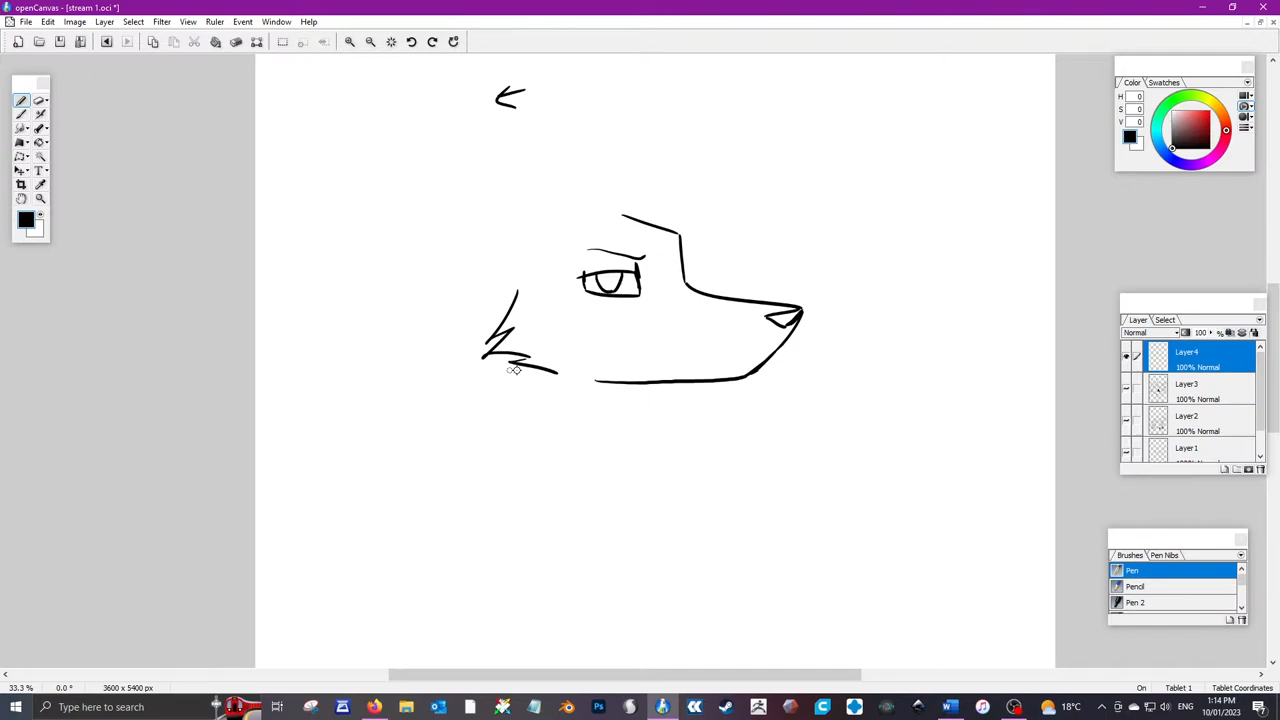 openCanvas - [stream 1.oci *]
File Edit Image Layer Select Filter View Ruler Event Window Help
Color Swatches
H 0
S 0
V 0
Layer Select
Normal 100 %
Layer4
100% Normal
Layer3
100% Normal
Layer2
100% Normal
Layer1
Brushes Pen Nibs
Pen
Pencil
Pen 2
33.3 % 0.0 ° 3600 x 5400 px On Tablet 1 Tablet Coordinates
Type here to search
18°C
1:14 PM
10/01/2023